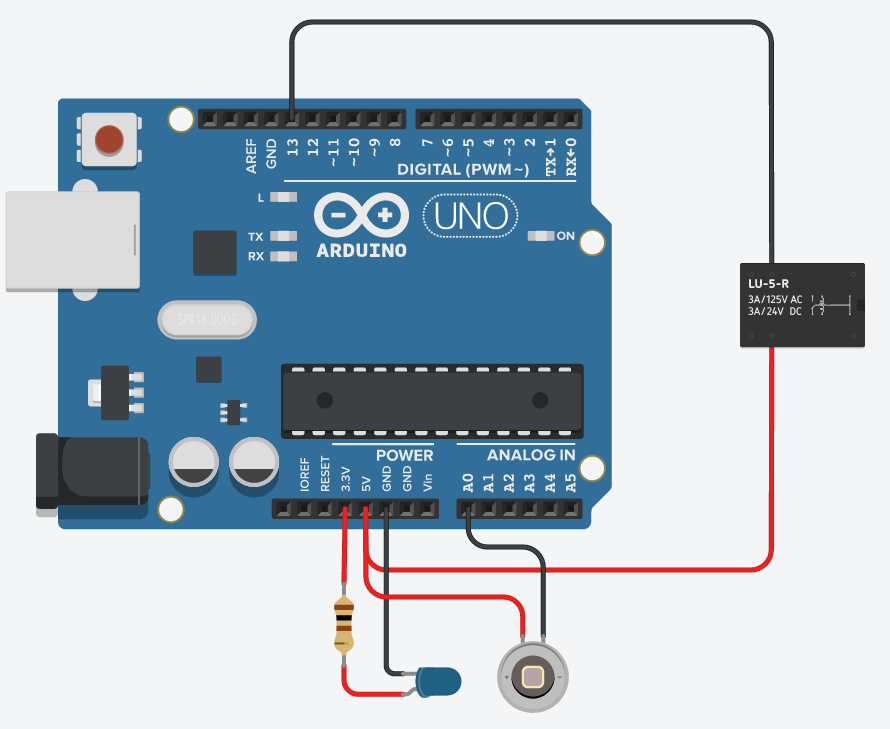 AREF
GND
13
12
~11
~10
~9
8
7
~6
~5
4
~3
2
TX→1
RX←0
DIGITAL (PWM~)
L
TX
RX
UNO
ARDUINO
ON
LU-5-R
3A/125V AC
3A/24V DC
SPK16.000G
POWER
ANALOG IN
IOREF
RESET
3.3V
5V
GND
GND
Vin
A0
A1
A2
A3
A4
A5